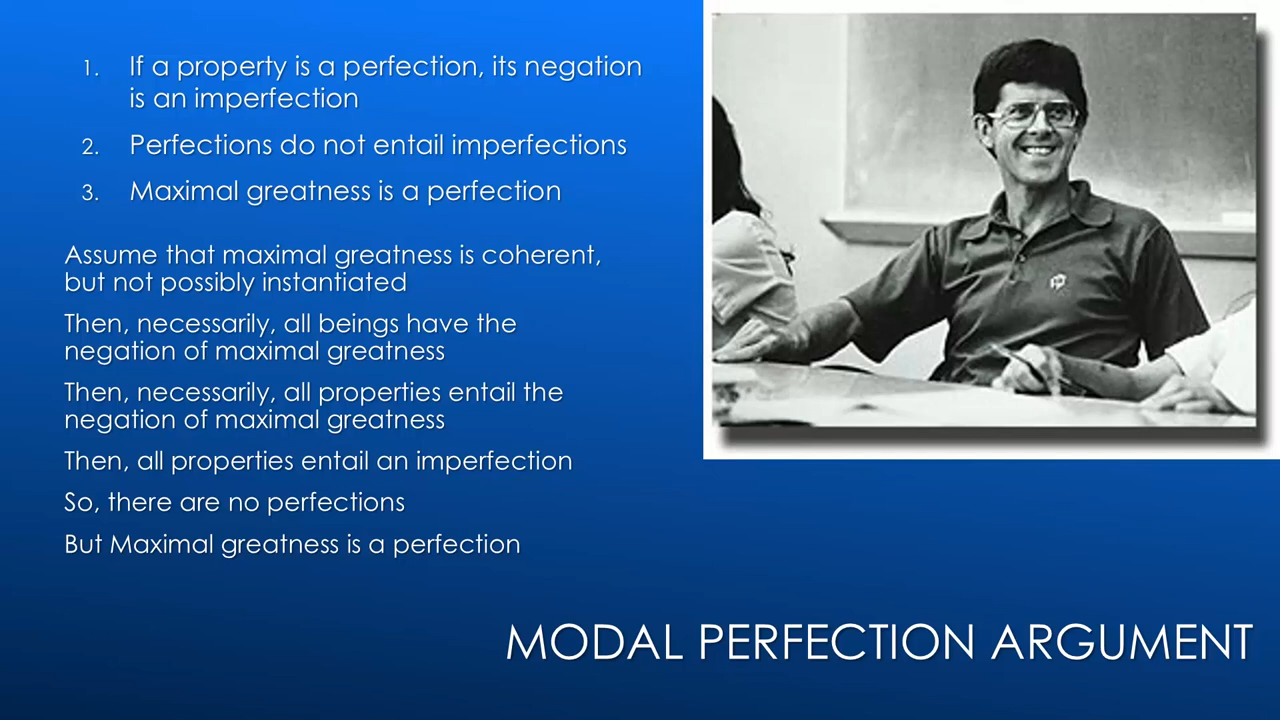 1. If a property is a perfection, its negation
is an imperfection
2. Perfections do not entail imperfections
3. Maximal greatness is a perfection
Assume that maximal greatness is coherent,
but not possibly instantiated
Then, necessarily, all beings have the
negation of maximal greatness
Then, necessarily, all properties entail the
negation of maximal greatness
Then, all properties entail an imperfection
So, there are no perfections
But Maximal greatness is a perfection
MODAL PERFECTION ARGUMENT